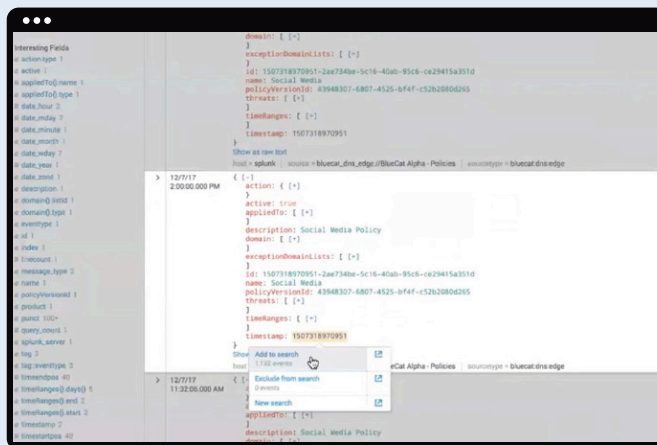 Interesting Fields
a action.type 1
a active 1
a appliedTo{}.name 1
a appliedTo{}.type 1
# date_hour 2
# date_mday 7
# date_minute 1
a date_month 1
a date_wday 7
# date_year 1
a date_zone 1
a description 1
a domain{}.listId 1
a domain{}.type 1
a eventtype 1
a id 1
a index 1
# linecount 1
a message_type 2
a name 1
a policyVersionId 1
a product 1
a punct 100+
# query_count 1
a splunk_server 1
a tag 3
a tag::eventtype 3
# timeendpos 40
a timeRanges{}.days{} 5
a timeRanges{}.end 2
a timeRanges{}.start 2
a timestamp 2
# timestartpos 40
domain: [ [+]
]
exceptionDomainLists: [ [+]
]
id: 1507318970951-2ae734be-5c16-40ab-95c6-ce29415a351d
name: Social Media
policyVersionId: 43948307-6807-4525-bf4f-c52b2080d265
threats: [ [+]
]
timeRanges: [ [+]
]
timestamp: 1507318970951
}
Show as raw text
host = splunk source = bluecat_dns_edge://BlueCat Alpha - Policies sourcetype = bluecat:dns:edge
> 12/7/17
2:00:00.000 PM
{ [-]
action: { [+]
}
active: true
appliedTo: [ [+]
]
description: Social Media Policy
domain: [ [+]
]
exceptionDomainLists: [ [+]
]
id: 1507318970951-2ae734be-5c16-40ab-95c6-ce29415a351d
name: Social Media
policyVersionId: 43948307-6807-4525-bf4f-c52b2080d265
threats: [ [+]
]
timeRanges: [ [+]
]
timestamp: 1507318970951
}
Show
Add to search
1,132 events
Exclude from search
0 events
New search
host
eCat Alpha - Policies sourcetype = bluecat:dns:edge
> 12/7/17
11:32:06.000 AM
{ [-]
appliedTo: [ [+]
]
description: Social Media Policy
domain: [ [+]